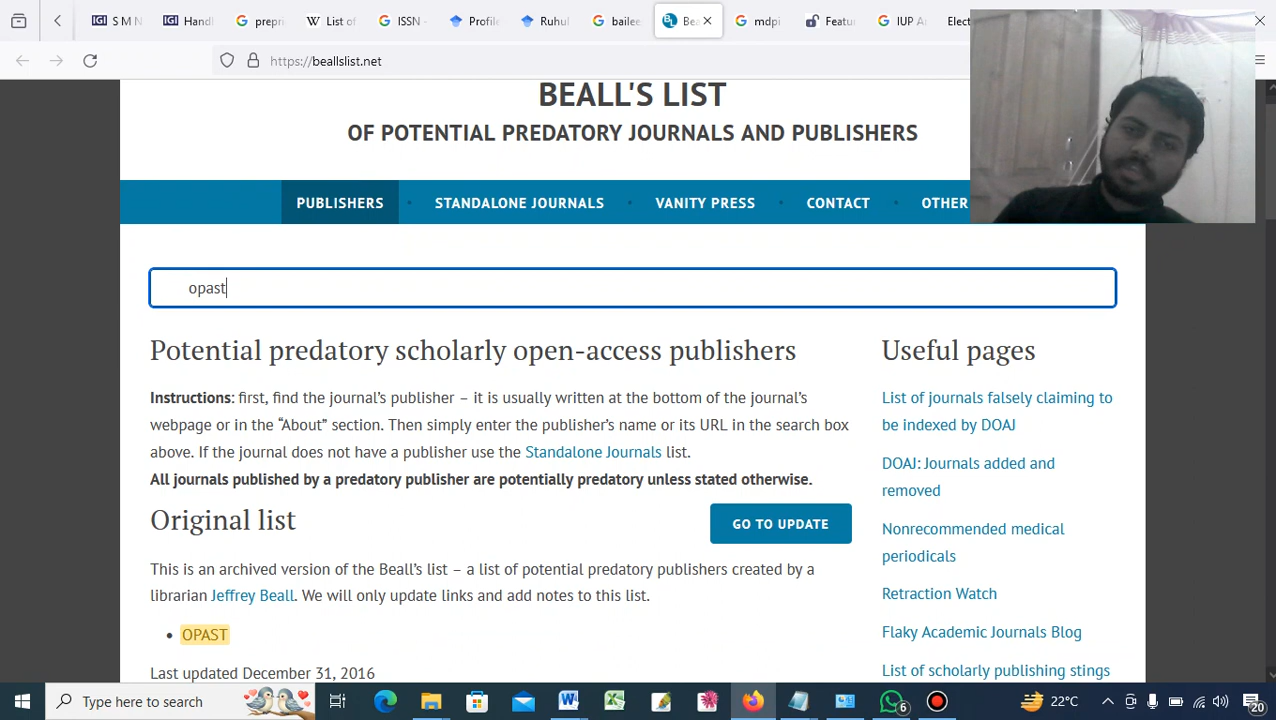 S M N
Handl
prepri
List of
ISSN -
Profile
Ruhul
bailee
Bea
mdpi
Featur
IUP A
Elect
https://beallslist.net
BEALL'S LIST
OF POTENTIAL PREDATORY JOURNALS AND PUBLISHERS
PUBLISHERS
STANDALONE JOURNALS
VANITY PRESS
CONTACT
OTHER
opast
Potential predatory scholarly open-access publishers
Instructions: first, find the journal's publisher – it is usually written at the bottom of the journal's
webpage or in the “About” section. Then simply enter the publisher's name or its URL in the search box
above. If the journal does not have a publisher use the Standalone Journals list.
All journals published by a predatory publisher are potentially predatory unless stated otherwise.
Original list
GO TO UPDATE
This is an archived version of the Beall's list – a list of potential predatory publishers created by a
librarian Jeffrey Beall. We will only update links and add notes to this list.
• OPAST
Last updated December 31, 2016
Useful pages
List of journals falsely claiming to
be indexed by DOAJ
DOAJ: Journals added and
removed
Nonrecommended medical
periodicals
Retraction Watch
Flaky Academic Journals Blog
List of scholarly publishing stings
Type here to search
6
22°C
ENG
20